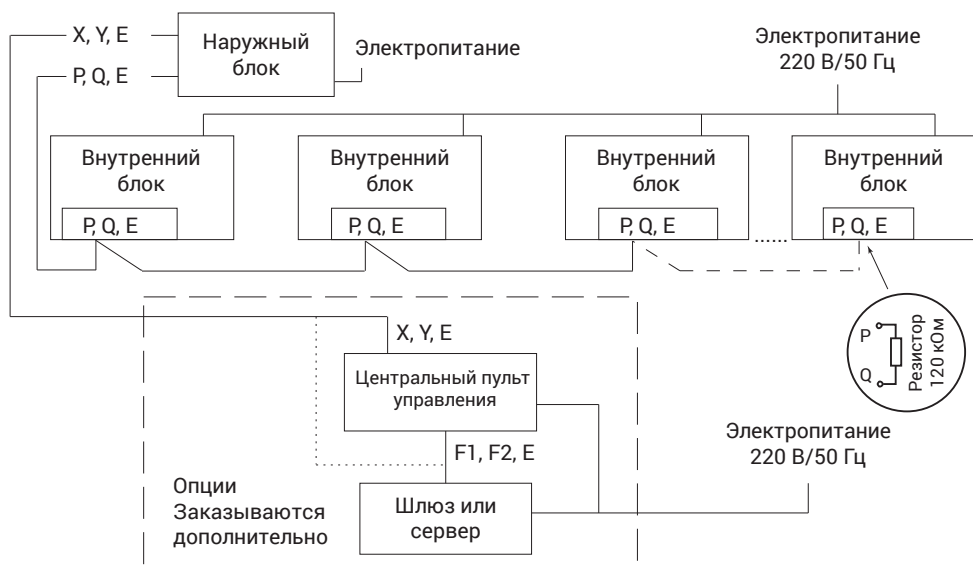 X, Y, E
P, Q, E
Наружный
блок
Электропитание
Электропитание
220 В/50 Гц
Внутренний
блок
P, Q, E
Внутренний
блок
P, Q, E
Внутренний
блок
P, Q, E
......
Внутренний
блок
P, Q, E
P
Q
Резистор
120 кОм
X, Y, E
Центральный пульт
управления
F1, F2, E
Шлюз или
сервер
Опции
Заказываются
дополнительно
Электропитание
220 В/50 Гц